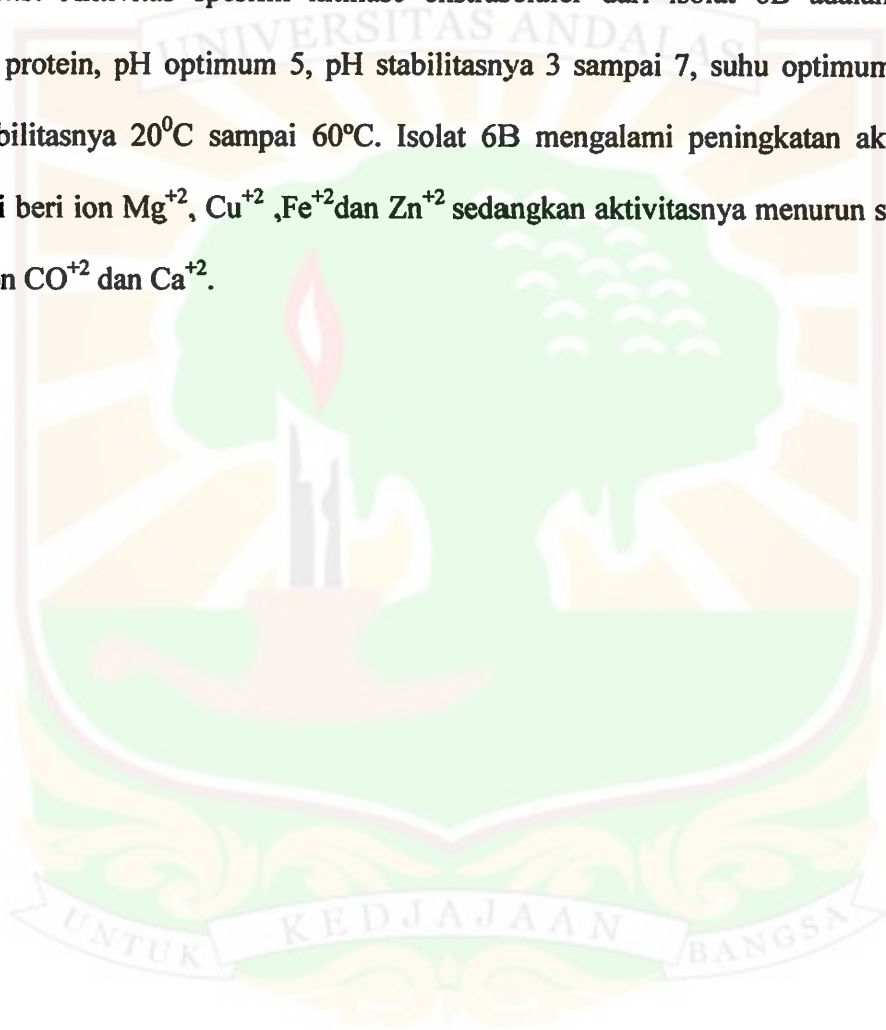 UNIVERSITAS ANDALAS
protein, pH optimum 5, pH stabilitasnya 3 sampai 7, suhu optimum
bilitasnya 20⁰C sampai 60ºC. Isolat 6B mengalami peningkatan ak
i beri ion Mg⁺², Cu⁺² ,Fe⁺²dan Zn⁺² sedangkan aktivitasnya menurun s
n CO⁺² dan Ca⁺².
UNTUK KEDJAJAAN BANGSA